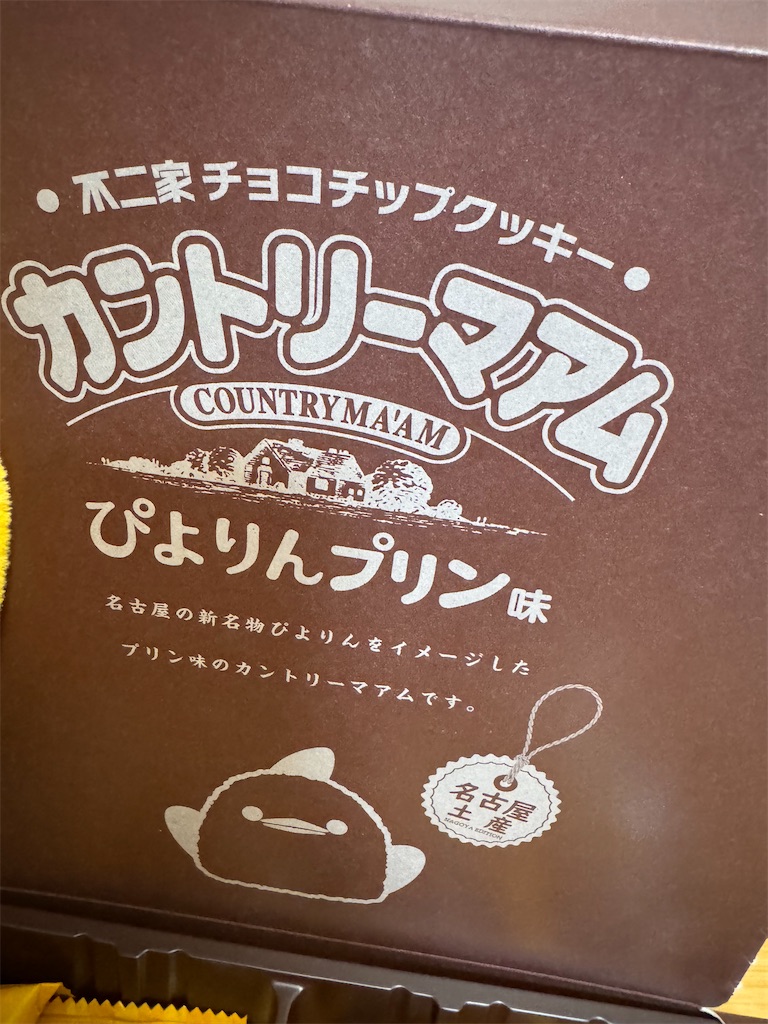 不二家チョコチップクッキー
カントリーマアム
COUNTRYMA'AM
ぴよりんプリン味
名古屋の新名物ぴよりんをイメージした
プリン味のカントリーマアムです。
名古屋
土産
NAGOYA EDITION